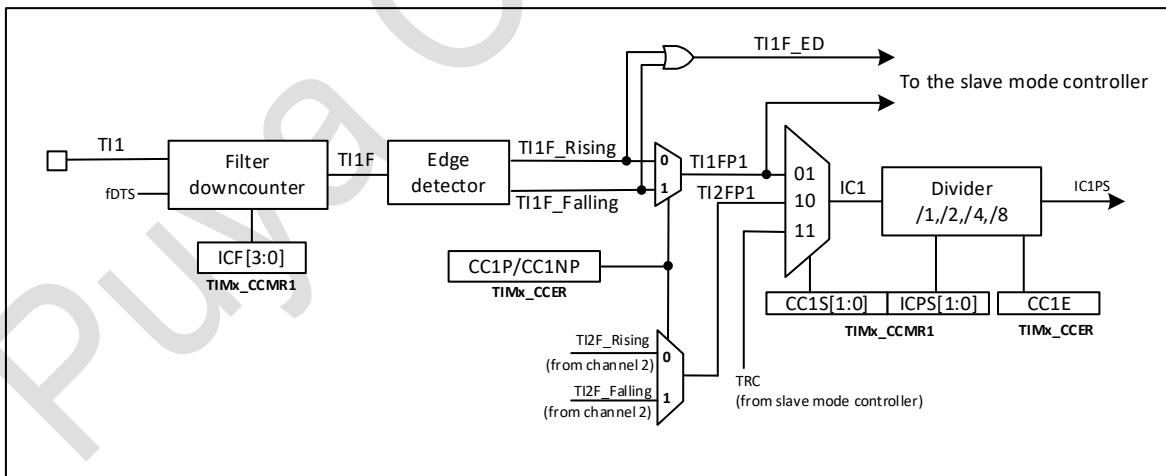 TI1F_ED
To the slave mode controller
TI1
Filter
downcounter
fDTS
TI1F
Edge
detector
TI1F_Rising
TI1F_Falling
0
1
TI1FP1
TI2FP1
01
10
11
IC1
Divider
/1,/2,/4,/8
IC1PS
ICF[3:0]
TIMx_CCMR1
CC1P/CC1NP
TIMx_CCER
CC1S[1:0]
ICPS[1:0]
TIMx_CCMR1
CC1E
TIMx_CCER
TI2F_Rising
(from channel 2)
TI2F_Falling
(from channel 2)
0
1
TRC
(from slave mode controller)
Puya C